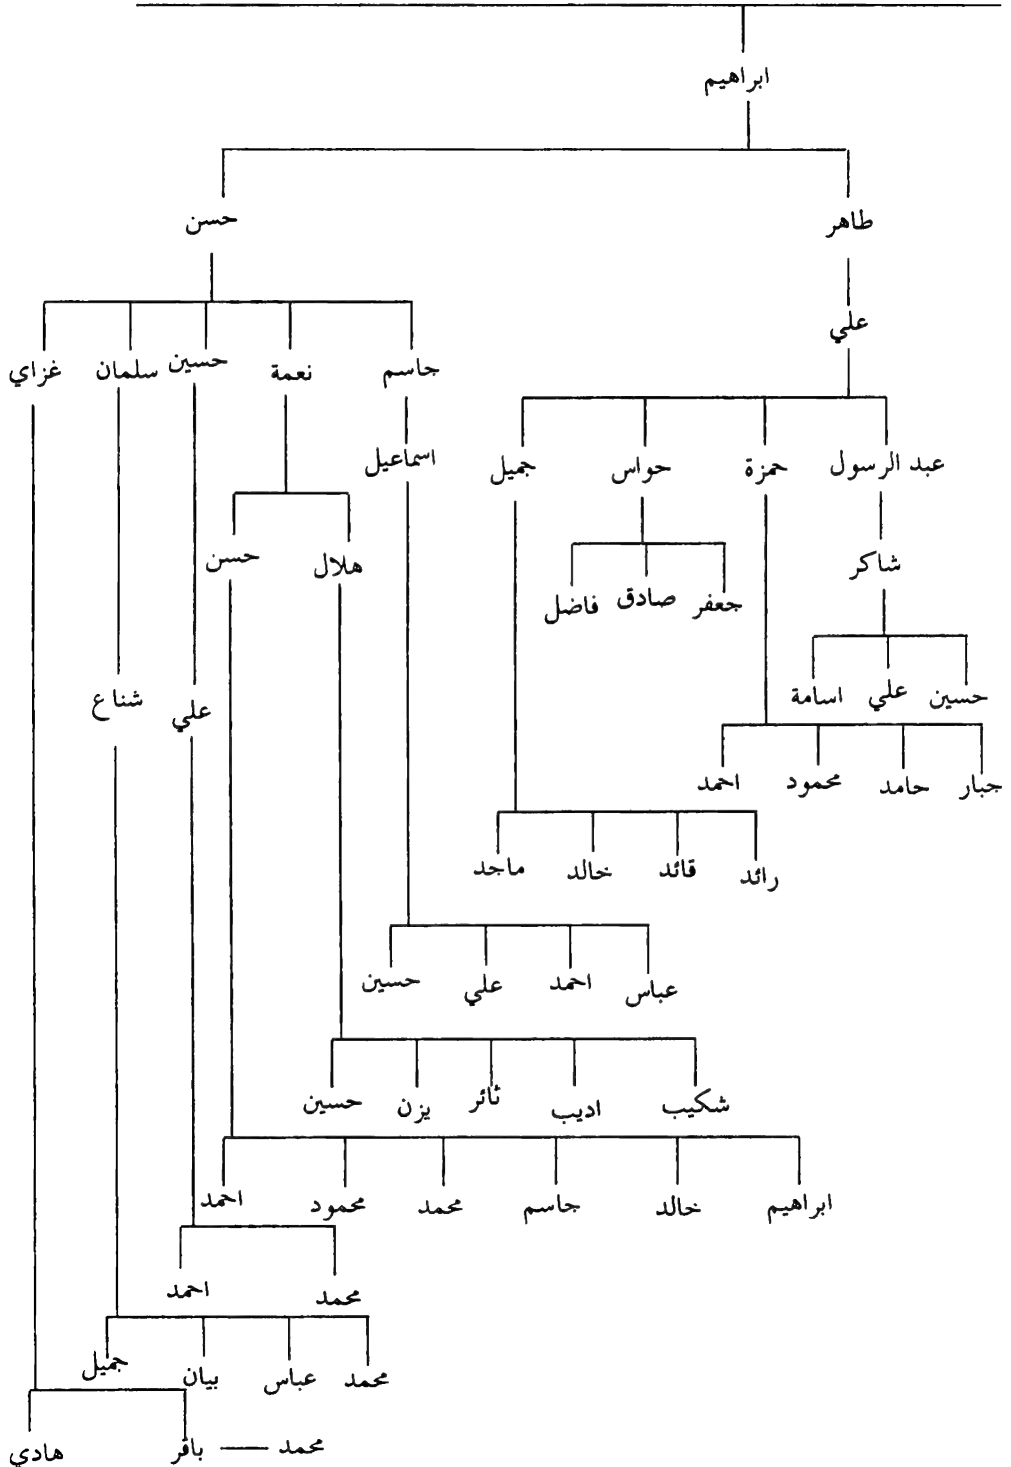 ابراهيم
طاهر حسن
علي
جاسم نعمة حسين سلمان غزاي
عبد الرسول حمزة حواس جميل اسماعيل
شاكر هلال حسن
جعفر صادق فاضل
حسين علي اسامة علي شناع
جبار حامد محمود احمد
رائد قائد خالد ماجد
عباس احمد علي حسين
شكيب اديب ثائر يزن حسين
ابراهيم خالد جاسم محمد محمود احمد
محمد احمد
محمد عباس بيان جميل
محمد — باقر هادي